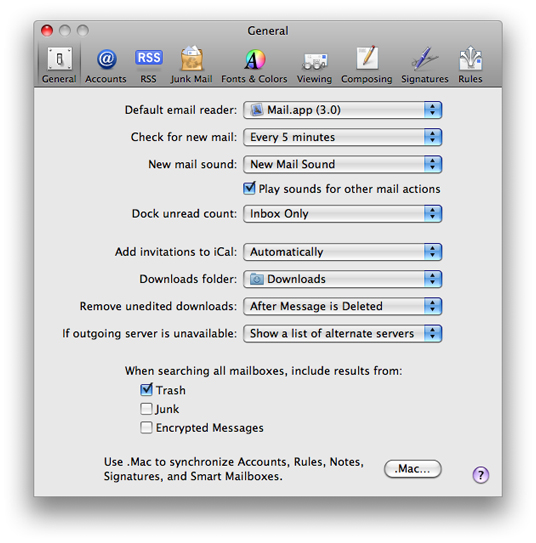 General
General Accounts RSS Junk Mail Fonts & Colors Viewing Composing Signatures Rules
Default email reader: Mail.app (3.0)
Check for new mail: Every 5 minutes
New mail sound: New Mail Sound
Play sounds for other mail actions
Dock unread count: Inbox Only
Add invitations to iCal: Automatically
Downloads folder: Downloads
Remove unedited downloads: After Message is Deleted
If outgoing server is unavailable: Show a list of alternate servers
When searching all mailboxes, include results from:
Trash
Junk
Encrypted Messages
Use .Mac to synchronize Accounts, Rules, Notes,
Signatures, and Smart Mailboxes.
.Mac...
?